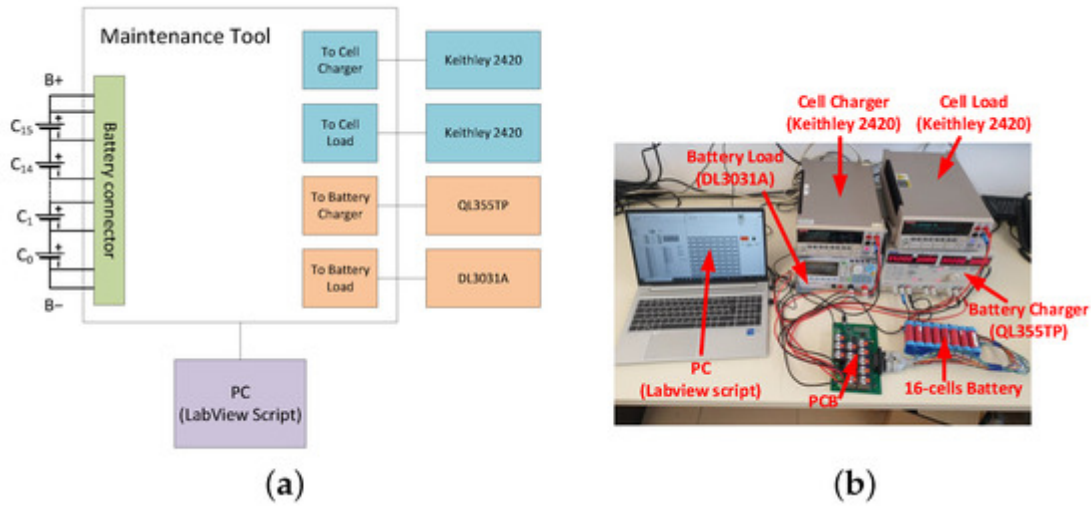 Maintenance Tool
B+
C15
C14
C1
C0
B−
Battery connector
To Cell
Charger
Keithley 2420
To Cell
Load
Keithley 2420
To Battery
Charger
QL355TP
To Battery
Load
DL3031A
PC
(LabView Script)
(a)
Cell Charger
(Keithley 2420)
Cell Load
(Keithley 2420)
Battery Load
(DL3031A)
Battery Charger
(QL355TP)
PC
(Labview script)
PCB
16-cells Battery
(b)